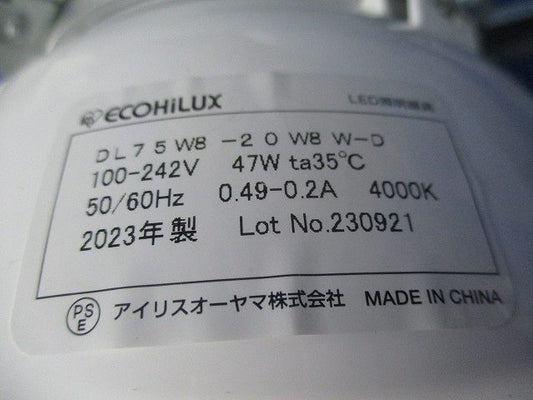 ECOHiLUX LED照明器具
DL75W8-20W8W-D
100-242V 47W ta35℃
50/60Hz 0.49-0.2A 4000K
2023年製 Lot No.230921
PSE アイリスオーヤマ株式会社 MADE IN CHINA